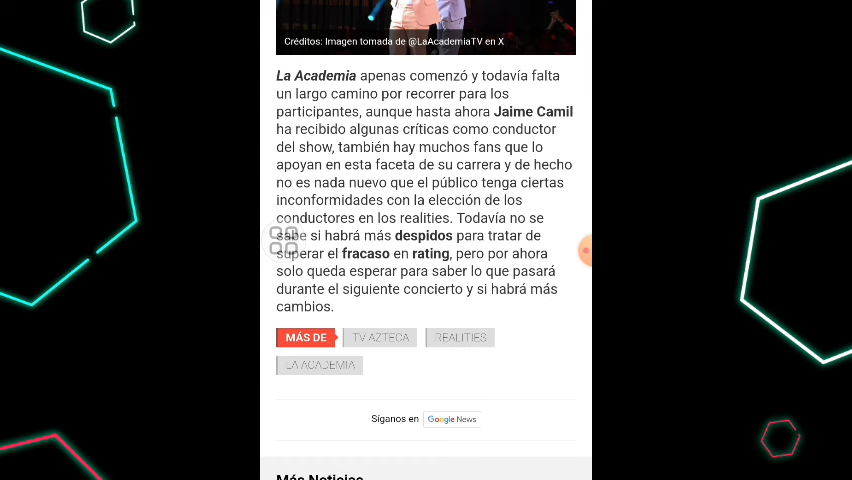 Créditos: Imagen tomada de @LaAcademiaTV en X
La Academia apenas comenzó y todavía falta
un largo camino por recorrer para los
participantes, aunque hasta ahora Jaime Camil
ha recibido algunas críticas como conductor
del show, también hay muchos fans que lo
apoyan en esta faceta de su carrera y de hecho
no es nada nuevo que el público tenga ciertas
inconformidades con la elección de los
conductores en los realities. Todavía no se
sabe si habrá más despidos para tratar de
superar el fracaso en rating, pero por ahora
solo queda esperar para saber lo que pasará
durante el siguiente concierto y si habrá más
cambios.
MÁS DE TV AZTECA REALITIES
LA ACADEMIA
Síganos en Google News
Más Noticias